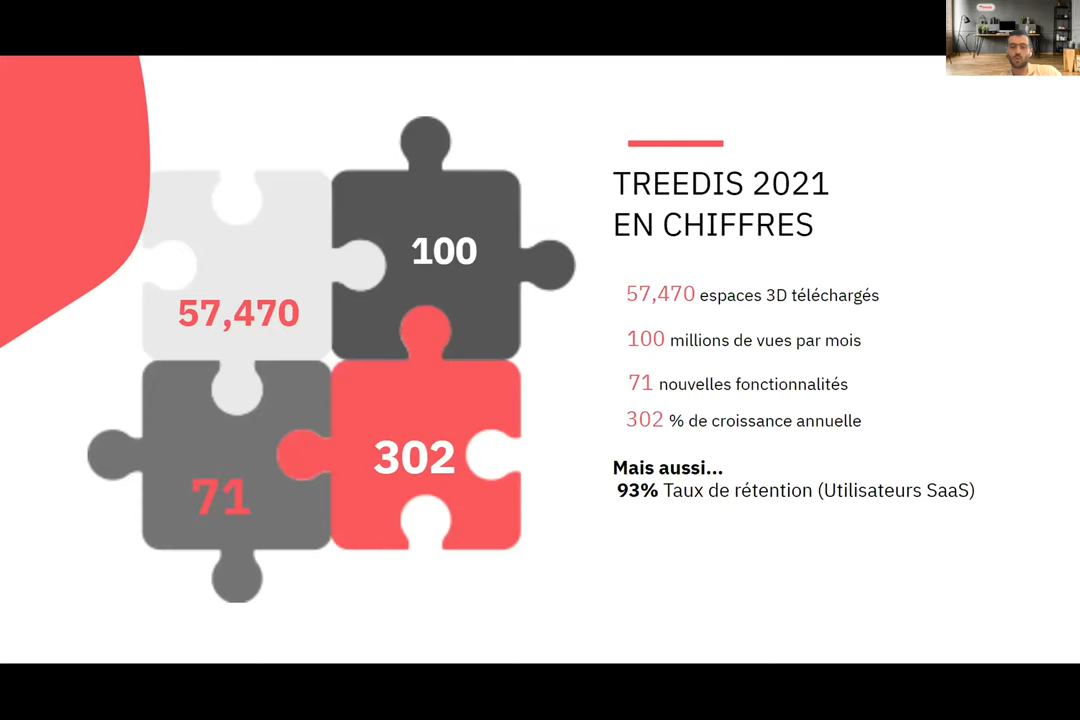 57,470
100
71
302
TREEDIS 2021
EN CHIFFRES
57,470 espaces 3D téléchargés
100 millions de vues par mois
71 nouvelles fonctionnalités
302 % de croissance annuelle
Mais aussi...
93% Taux de rétention (Utilisateurs SaaS)